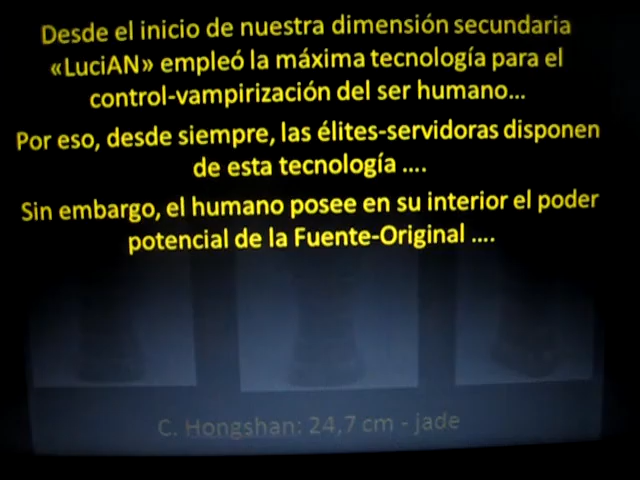 Desde el inicio de nuestra dimensión secundaria
«LuciAN» empleó la máxima tecnología para el
control-vampirización del ser humano...
Por eso, desde siempre, las élites-servidoras disponen
de esta tecnología ....
Sin embargo, el humano posee en su interior el poder
potencial de la Fuente-Original ....
C. Hongshan: 24,7 cm - jade